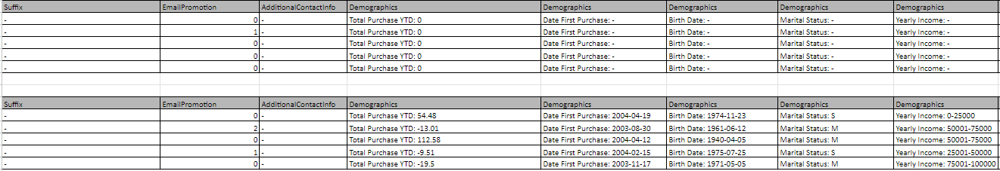 Suffix EmailPromotion AdditionalContactInfo Demographics Demographics Demographics Demographics Demographics
- 0 - Total Purchase YTD: 0 Date First Purchase: - Birth Date: - Marital Status: - Yearly Income: -
- 1 - Total Purchase YTD: 0 Date First Purchase: - Birth Date: - Marital Status: - Yearly Income: -
- 0 - Total Purchase YTD: 0 Date First Purchase: - Birth Date: - Marital Status: - Yearly Income: -
- 0 - Total Purchase YTD: 0 Date First Purchase: - Birth Date: - Marital Status: - Yearly Income: -
- 0 - Total Purchase YTD: 0 Date First Purchase: - Birth Date: - Marital Status: - Yearly Income: -
Suffix EmailPromotion AdditionalContactInfo Demographics Demographics Demographics Demographics Demographics
- 0 - Total Purchase YTD: 54.48 Date First Purchase: 2004-04-19 Birth Date: 1974-11-23 Marital Status: S Yearly Income: 0-25000
- 2 - Total Purchase YTD: -13.01 Date First Purchase: 2003-08-30 Birth Date: 1961-06-12 Marital Status: M Yearly Income: 50001-75000
- 0 - Total Purchase YTD: 112.58 Date First Purchase: 2004-04-12 Birth Date: 1940-04-05 Marital Status: M Yearly Income: 50001-75000
- 1 - Total Purchase YTD: -9.51 Date First Purchase: 2004-02-15 Birth Date: 1975-07-25 Marital Status: S Yearly Income: 25001-50000
- 0 - Total Purchase YTD: -19.5 Date First Purchase: 2003-11-17 Birth Date: 1971-05-05 Marital Status: M Yearly Income: 75001-100000